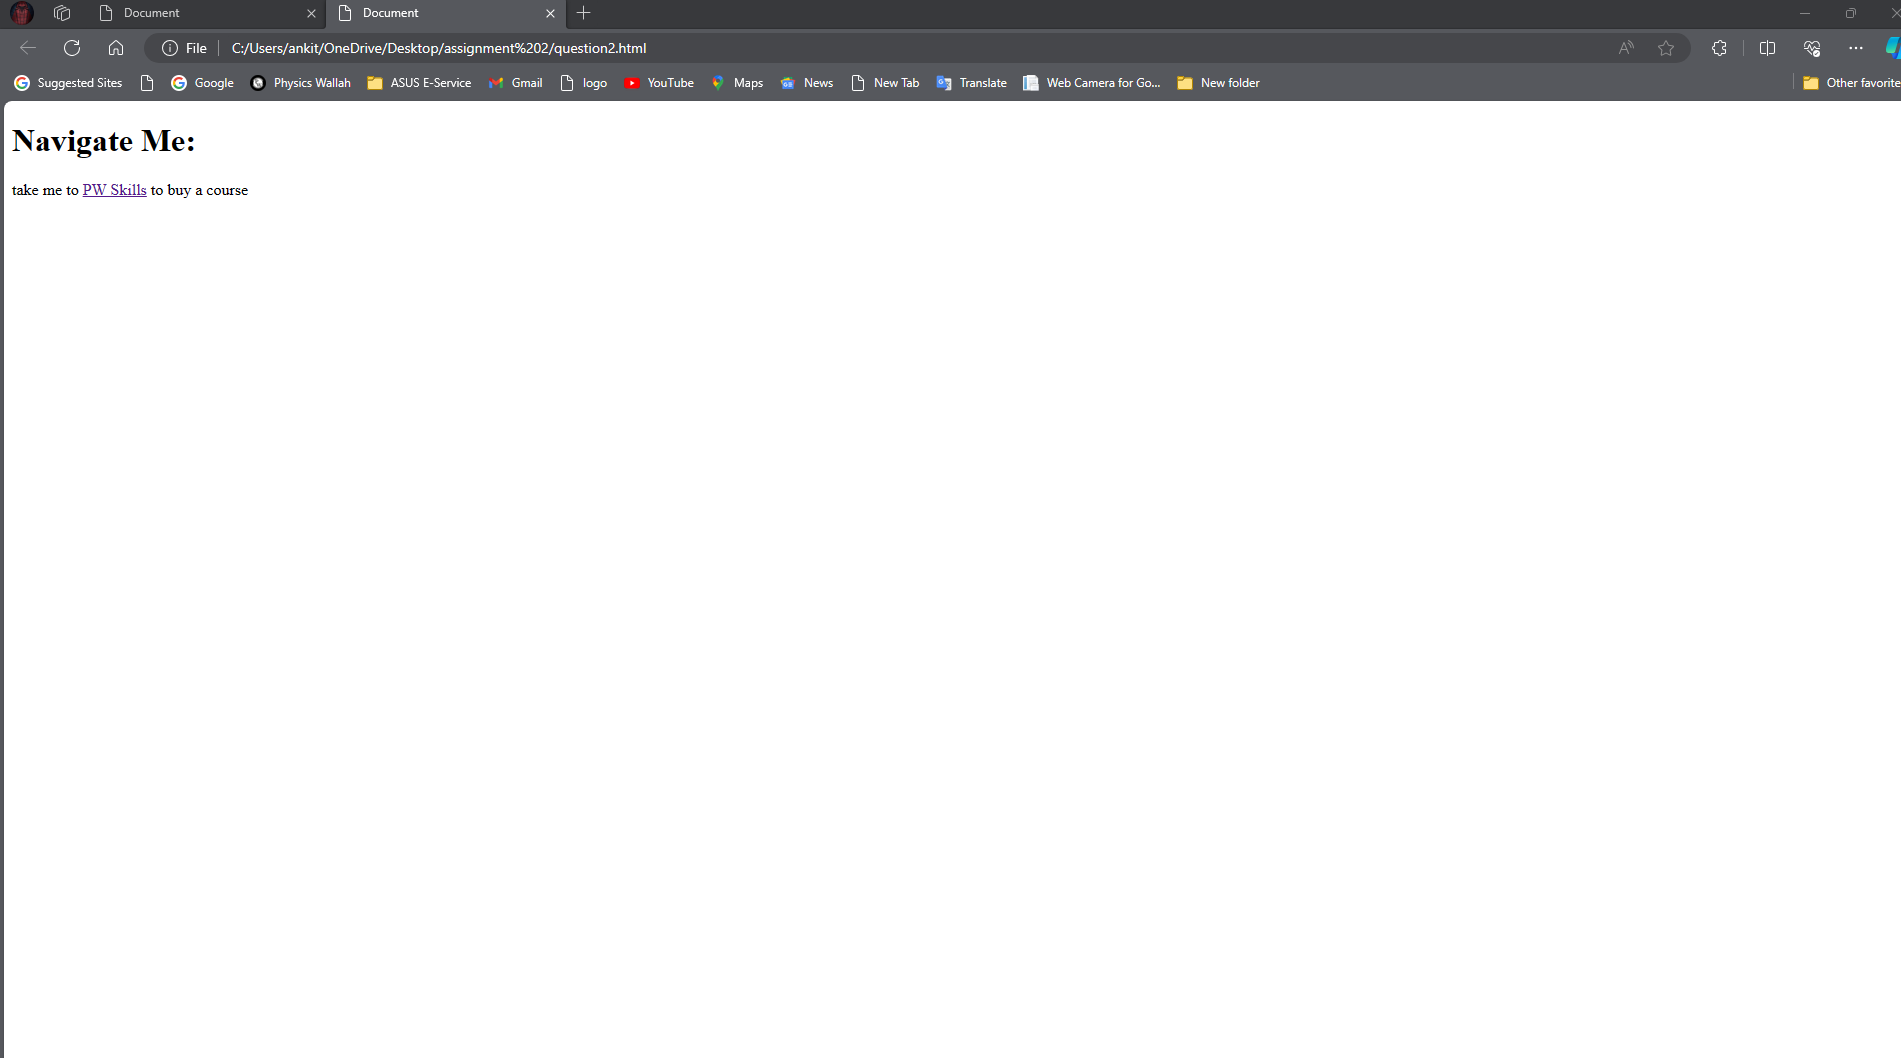 Document Document
File C:/Users/ankit/OneDrive/Desktop/assignment%202/question2.html
Suggested Sites Google Physics Wallah ASUS E-Service Gmail logo YouTube Maps News New Tab Translate Web Camera for Go... New folder Other favorite
Navigate Me:
take me to PW Skills to buy a course